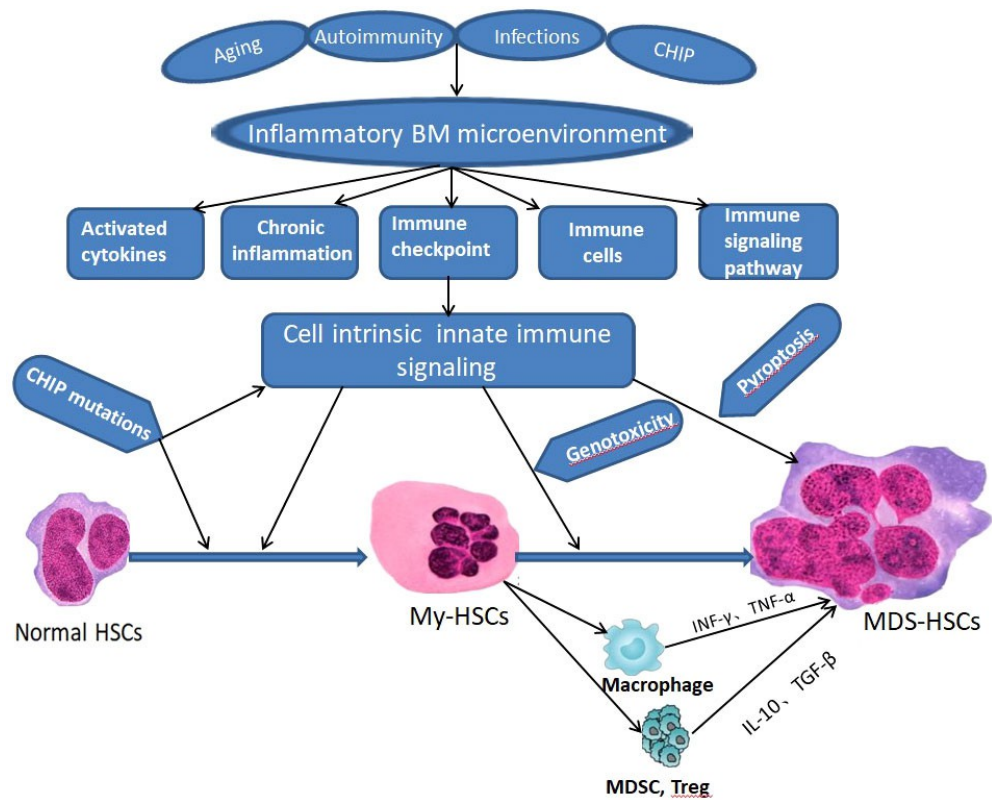 Aging
Autoimmunity
Infections
CHIP
Inflammatory BM microenvironment
Activated
cytokines
Chronic
inflammation
Immune
checkpoint
Immune
cells
Immune
signaling
pathway
Cell intrinsic innate immune
signaling
CHIP mutations
Pyroptosis
Genotoxicity
Normal HSCs
My-HSCs
MDS-HSCs
INF-γ、TNF-α
Macrophage
IL-10、TGF-β
MDSC, Treg